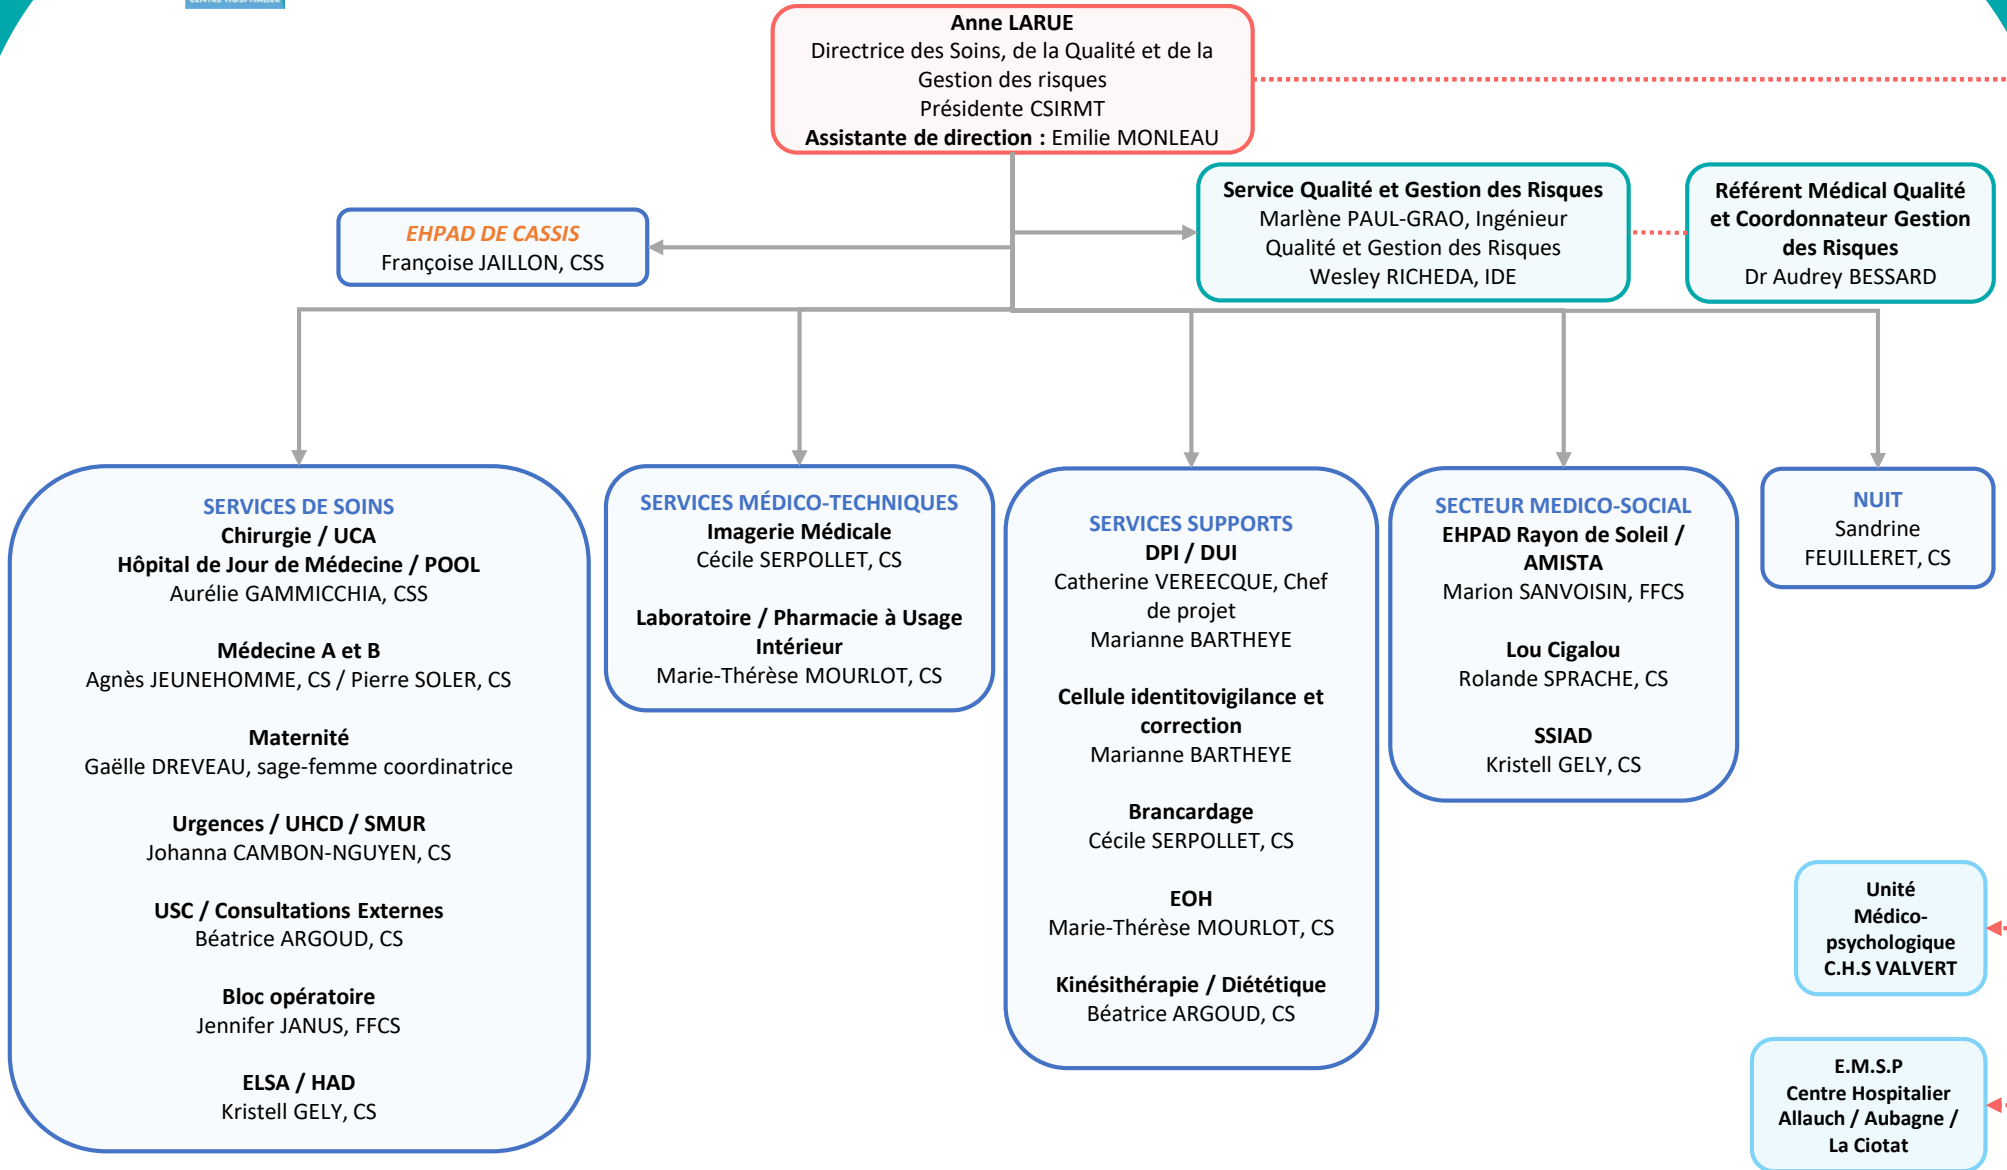 CENTRE HOSPITALIER
Anne LARUE
Directrice des Soins, de la Qualité et de la
Gestion des risques
Présidente CSIRMT
Assistante de direction : Emilie MONLEAU
EHPAD DE CASSIS
Françoise JAILLON, CSS
Service Qualité et Gestion des Risques
Marlène PAUL-GRAO, Ingénieur
Qualité et Gestion des Risques
Wesley RICHEDA, IDE
Référent Médical Qualité
et Coordonnateur Gestion
des Risques
Dr Audrey BESSARD
SERVICES DE SOINS
Chirurgie / UCA
Hôpital de Jour de Médecine / POOL
Aurélie GAMMICCHIA, CSS
Médecine A et B
Agnès JEUNEHOMME, CS / Pierre SOLER, CS
Maternité
Gaëlle DREVEAU, sage-femme coordinatrice
Urgences / UHCD / SMUR
Johanna CAMBON-NGUYEN, CS
USC / Consultations Externes
Béatrice ARGOUD, CS
Bloc opératoire
Jennifer JANUS, FFCS
ELSA / HAD
Kristell GELY, CS
SERVICES MÉDICO-TECHNIQUES
Imagerie Médicale
Cécile SERPOLLET, CS
Laboratoire / Pharmacie à Usage
Intérieur
Marie-Thérèse MOURLOT, CS
SERVICES SUPPORTS
DPI / DUI
Catherine VEREECQUE, Chef
de projet
Marianne BARTHEYE
Cellule identitovigilance et
correction
Marianne BARTHEYE
Brancardage
Cécile SERPOLLET, CS
EOH
Marie-Thérèse MOURLOT, CS
Kinésithérapie / Diététique
Béatrice ARGOUD, CS
SECTEUR MEDICO-SOCIAL
EHPAD Rayon de Soleil /
AMISTA
Marion SANVOISIN, FFCS
Lou Cigalou
Rolande SPRACHE, CS
SSIAD
Kristell GELY, CS
NUIT
Sandrine
FEUILLERET, CS
Unité
Médico-
psychologique
C.H.S VALVERT
E.M.S.P
Centre Hospitalier
Allauch / Aubagne /
La Ciotat